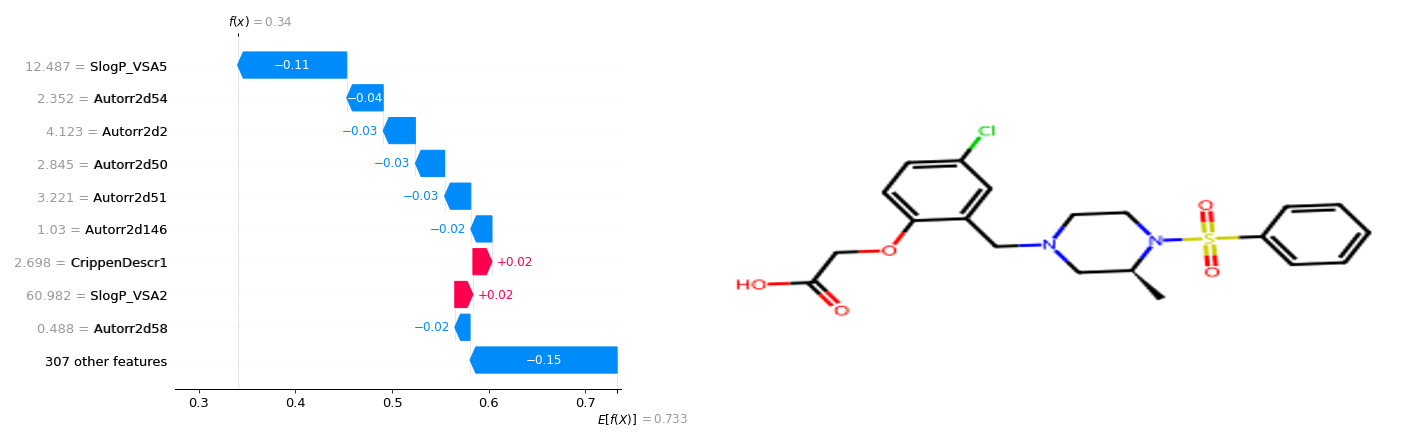 f(x) = 0.34
12.487 = SlogP_VSA5
−0.11
2.352 = Autorr2d54
−0.04
4.123 = Autorr2d2
−0.03
2.845 = Autorr2d50
−0.03
3.221 = Autorr2d51
−0.03
1.03 = Autorr2d146
−0.02
2.698 = CrippenDescr1
+0.02
60.982 = SlogP_VSA2
+0.02
0.488 = Autorr2d58
−0.02
307 other features
−0.15
0.3 0.4 0.5 0.6 0.7
E[f(X)] = 0.733
Cl
O
S
N
N
O
O
HO
O